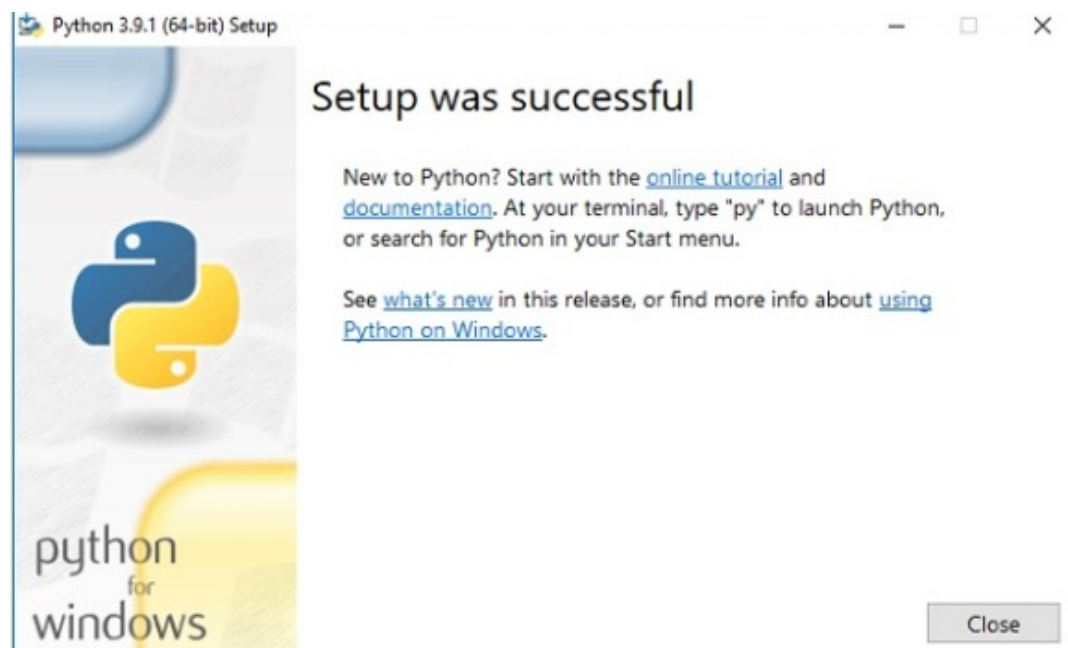 Python 3.9.1 (64-bit) Setup
Setup was successful
New to Python? Start with the online tutorial and
documentation. At your terminal, type "py" to launch Python,
or search for Python in your Start menu.
See what's new in this release, or find more info about using
Python on Windows.
python
for
windows
Close